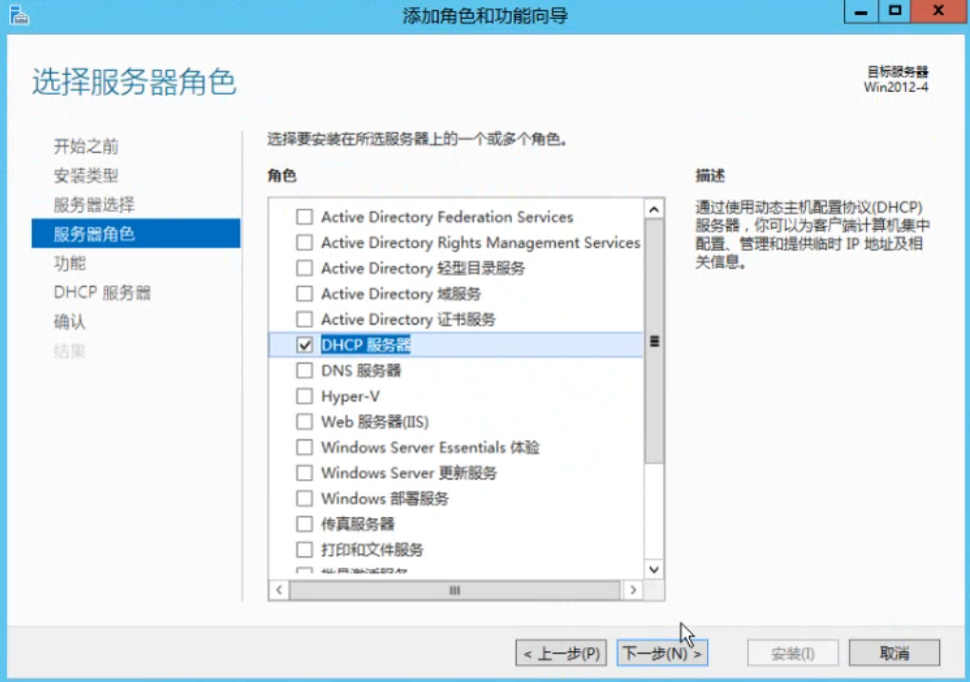 添加角色和功能向导
选择服务器角色
目标服务器
Win2012-4
开始之前
安装类型
服务器选择
服务器角色
功能
DHCP 服务器
确认
结果
选择要安装在所选服务器上的一个或多个角色。
角色
Active Directory Federation Services
Active Directory Rights Management Services
Active Directory 轻型目录服务
Active Directory 域服务
Active Directory 证书服务
DHCP 服务器
DNS 服务器
Hyper-V
Web 服务器(IIS)
Windows Server Essentials 体验
Windows Server 更新服务
Windows 部署服务
传真服务器
打印和文件服务
批量激活服务
描述
通过使用动态主机配置协议(DHCP)
服务器，你可以为客户端计算机集中
配置、管理和提供临时 IP 地址及相
关信息。
< 上一步(P)
下一步(N) >
安装(I)
取消